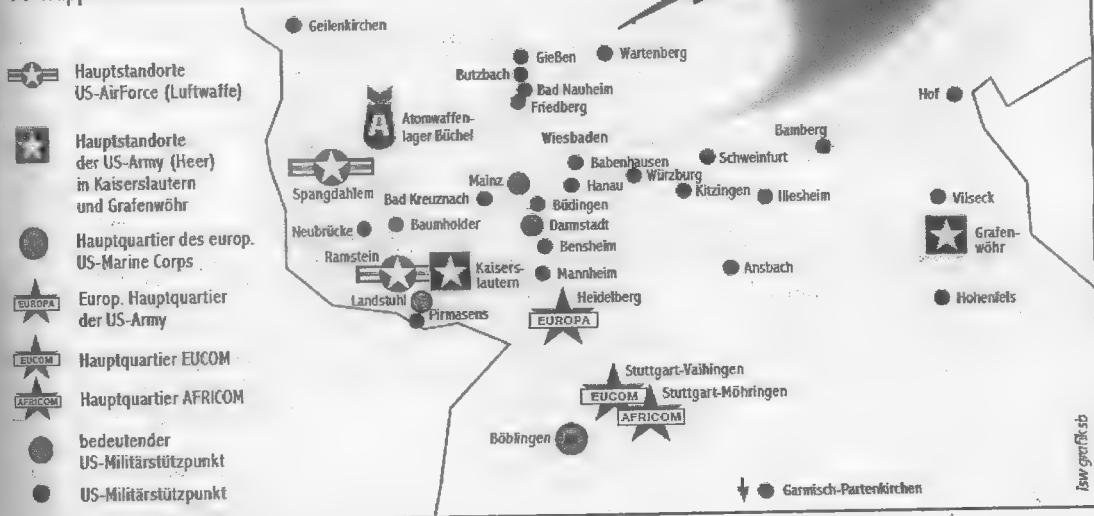 Geilenkirchen
Gießen
Wartenberg
Butzbach
Bad Nauheim
Friedberg
Hauptstandorte
US-AirForce (Luftwaffe)
Hof
A
Atomwaffen-
lager Büchel
Bamberg
Hauptstandorte
der US-Army (Heer)
in Kaiserslautern
und Grafenwöhr
Wiesbaden
Babenhausen
Schweinfurt
Würzburg
Spangdahlem
Mainz
Hanau
Kitzingen
Illesheim
Bad Kreuznach
Büdingen
Vilseck
Neubrücke
Baumholder
Darmstadt
Grafen-
wöhr
Hauptquartier des europ.
US-Marine Corps
Bensheim
Ramstein
Kaisers-
lautern
Mannheim
Ansbach
Landstuhl
Heidelberg
Hohenfels
EUROPA
Europ. Hauptquartier
der US-Army
Pirmasens
EUROPA
EUCOM
Hauptquartier EUCOM
Stuttgart-Vaihingen
EUCOM
Stuttgart-Möhringen
AFRICOM
Hauptquartier AFRICOM
AFRICOM
bedeutender
US-Militärstützpunkt
Böblingen
US-Militärstützpunkt
Garmisch-Partenkirchen
isw grafik sb